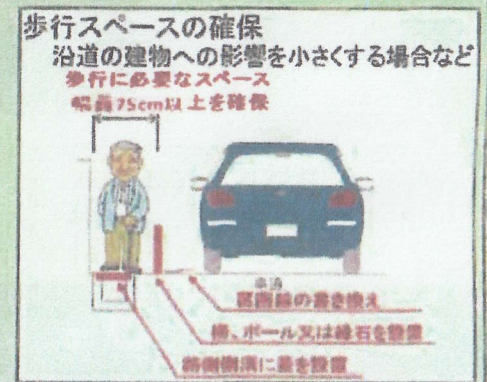 歩行スペースの確保
沿道の建物への影響を小さくする場合など
歩行に必要なスペース
幅員75cm以上を確保
車道
区画線の書き換え
柵、ポール又は縁石を設置
路側側溝に蓋を設置